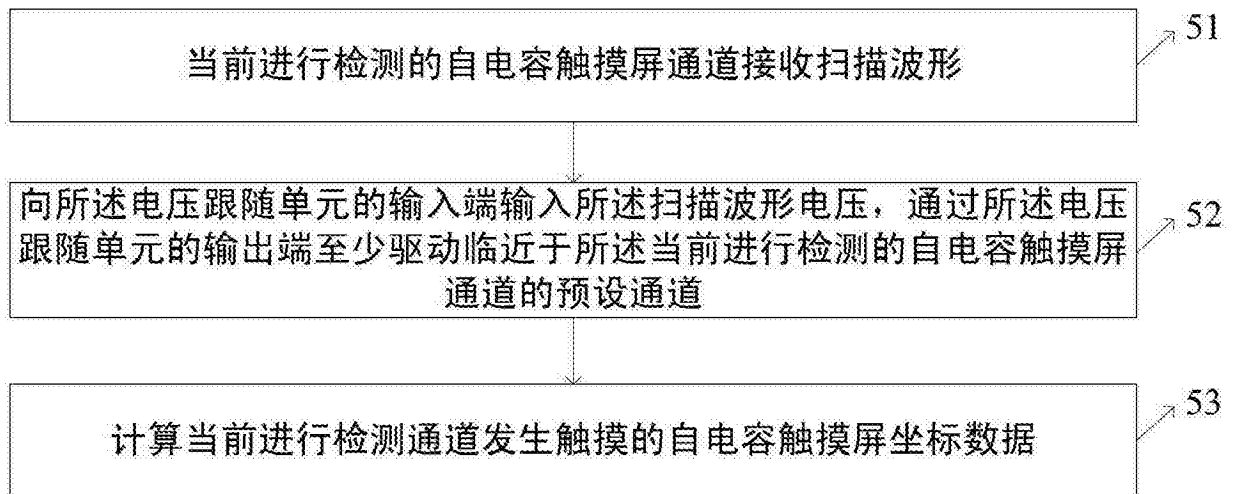 当前进行检测的自电容触摸屏通道接收扫描波形
51
向所述电压跟随单元的输入端输入所述扫描波形电压，通过所述电压
跟随单元的输出端至少驱动临近于所述当前进行检测的自电容触摸屏
通道的预设通道
52
计算当前进行检测通道发生触摸的自电容触摸屏坐标数据
53